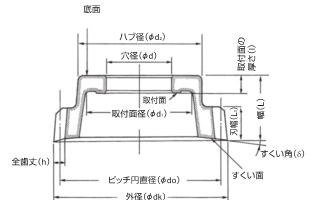 底面
ハブ径(φd₁)
穴径(φd)
取付面の
厚さ(l)
取付面
取付面径(φd₁)
刃幅(L₁)
幅(L)
すくい角(δ)
全歯丈(h)
すくい面
ピッチ円直径(φdo)
外径(φdk)